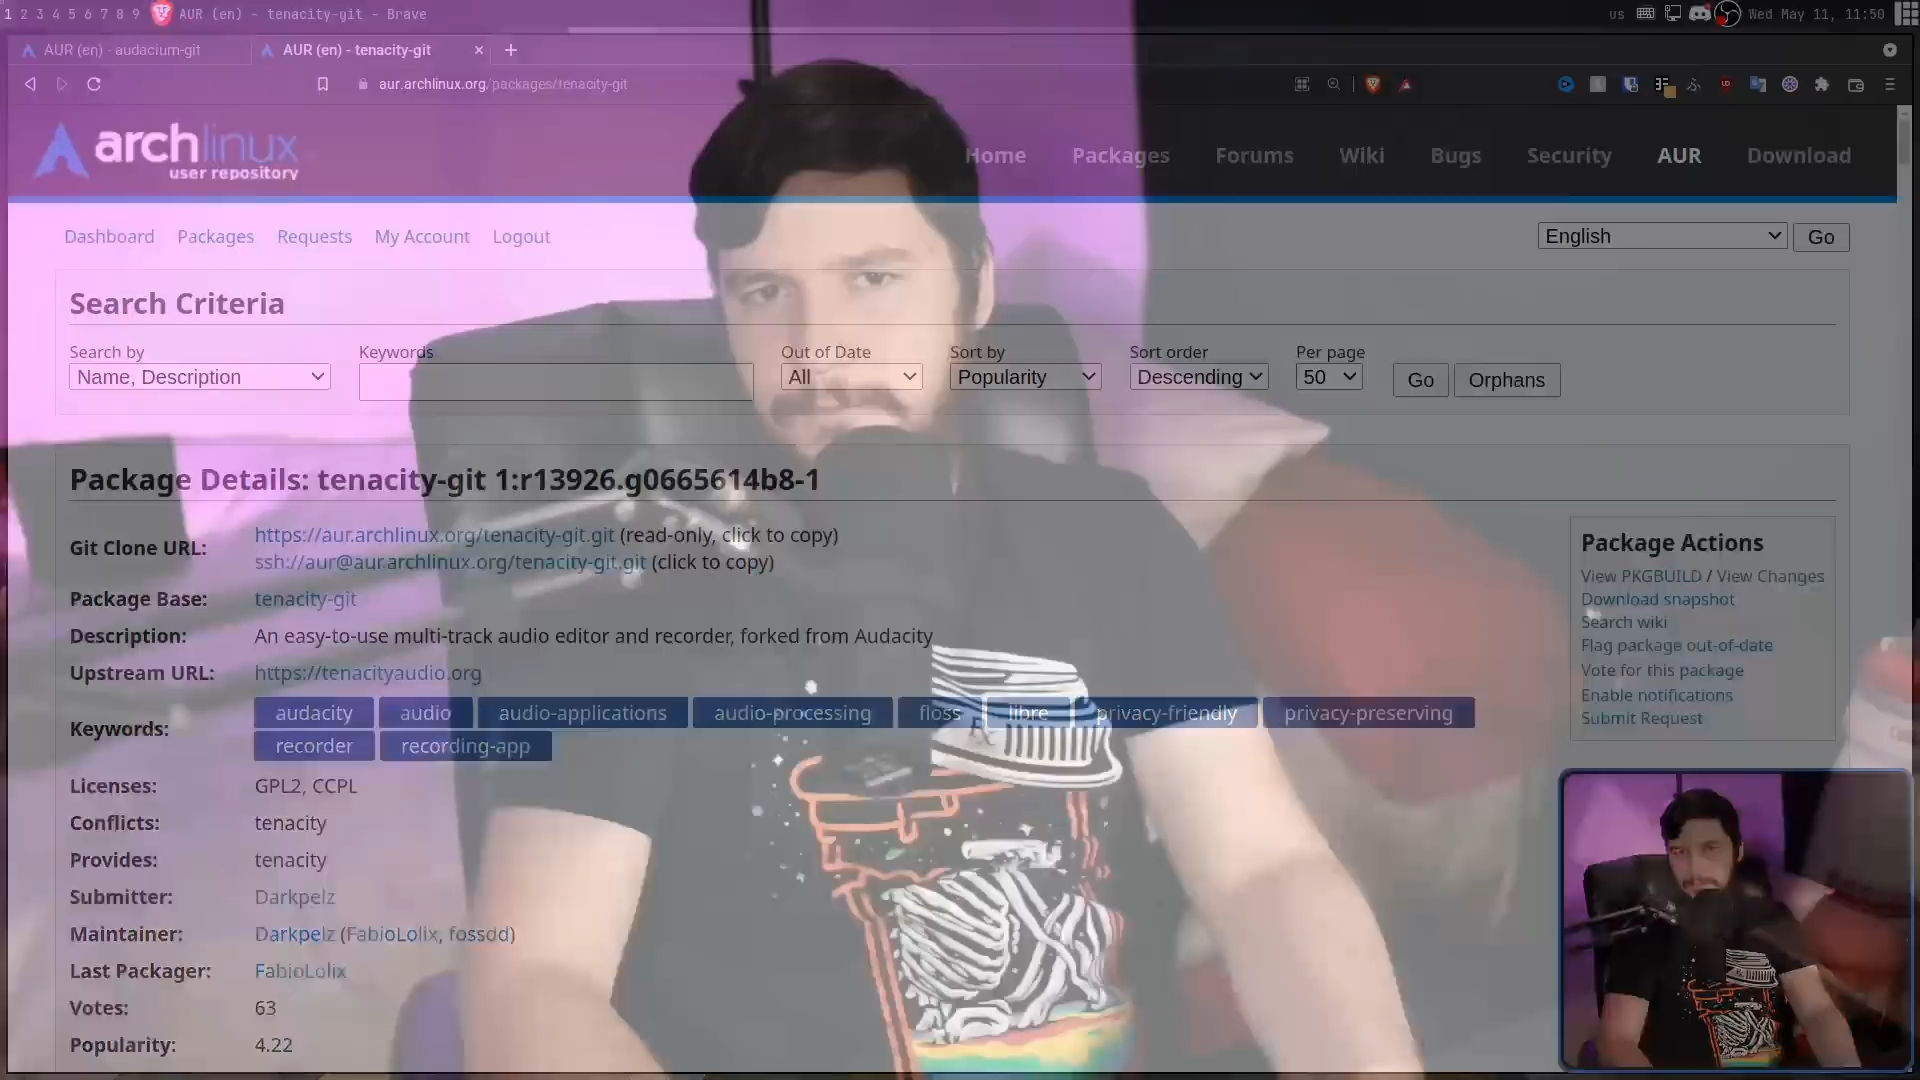 1 2 3 4 5 6 7 8 9 AUR (en) - tenacity-git - Brave
us Wed May 11, 11:50
AUR (en) - audacium-git
AUR (en) - tenacity-git
aur.archlinux.org/packages/tenacity-git
archlinux
user repository
Home Packages Forums Wiki Bugs Security AUR Download
Dashboard Packages Requests My Account Logout
English Go
Search Criteria
Search by Keywords Out of Date Sort by Sort order Per page
Name, Description All Popularity Descending 50 Go Orphans
Package Details: tenacity-git 1:r13926.g0665614b8-1
Git Clone URL: https://aur.archlinux.org/tenacity-git.git (read-only, click to copy)
ssh://aur@aur.archlinux.org/tenacity-git.git (click to copy)
Package Base: tenacity-git
Description: An easy-to-use multi-track audio editor and recorder, forked from Audacity
Upstream URL: https://tenacityaudio.org
Keywords: audacity audio audio-applications audio-processing floss libre privacy-friendly privacy-preserving
recorder recording-app
Licenses: GPL2, CCPL
Conflicts: tenacity
Provides: tenacity
Submitter: Darkpelz
Maintainer: Darkpelz (FabioLolix, fossdd)
Last Packager: FabioLolix
Votes: 63
Popularity: 4.22
Package Actions
View PKGBUILD / View Changes
Download snapshot
Search wiki
Flag package out-of-date
Vote for this package
Enable notifications
Submit Request